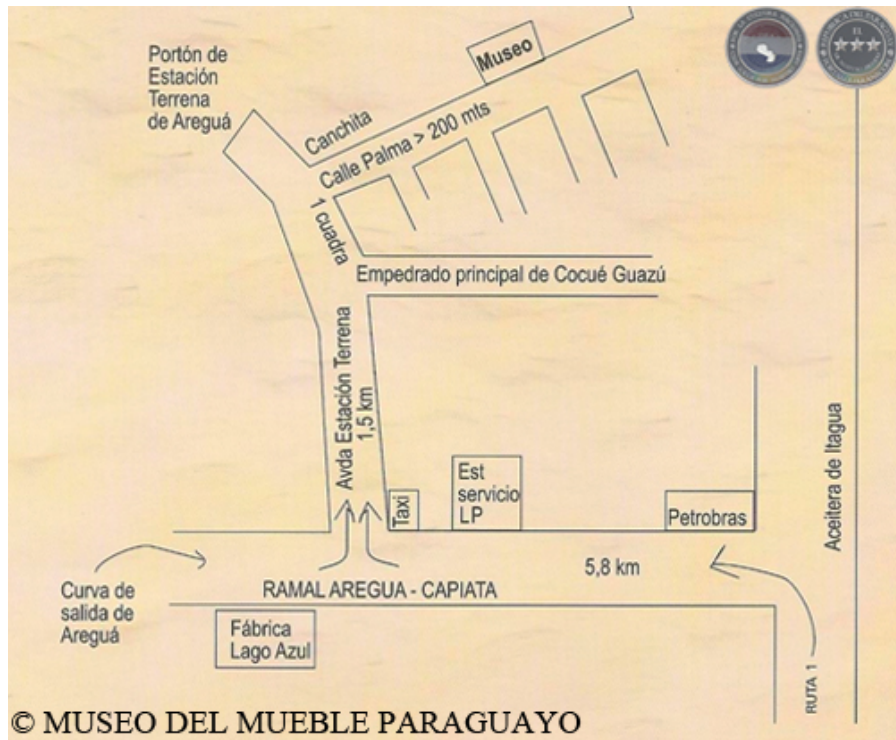 Portón de
Estación
Terrena
de Areguá
Museo
Canchita
Calle Palma > 200 mts
1 cuadra
Empedrado principal de Cocué Guazú
Avda Estación Terrena
1,5 km
Taxi
Est
servicio
LP
Petrobras
Aceitera de Itagua
5,8 km
Curva de
salida de
Areguá
RAMAL AREGUA - CAPIATA
Fábrica
Lago Azul
RUTA 1
© MUSEO DEL MUEBLE PARAGUAYO